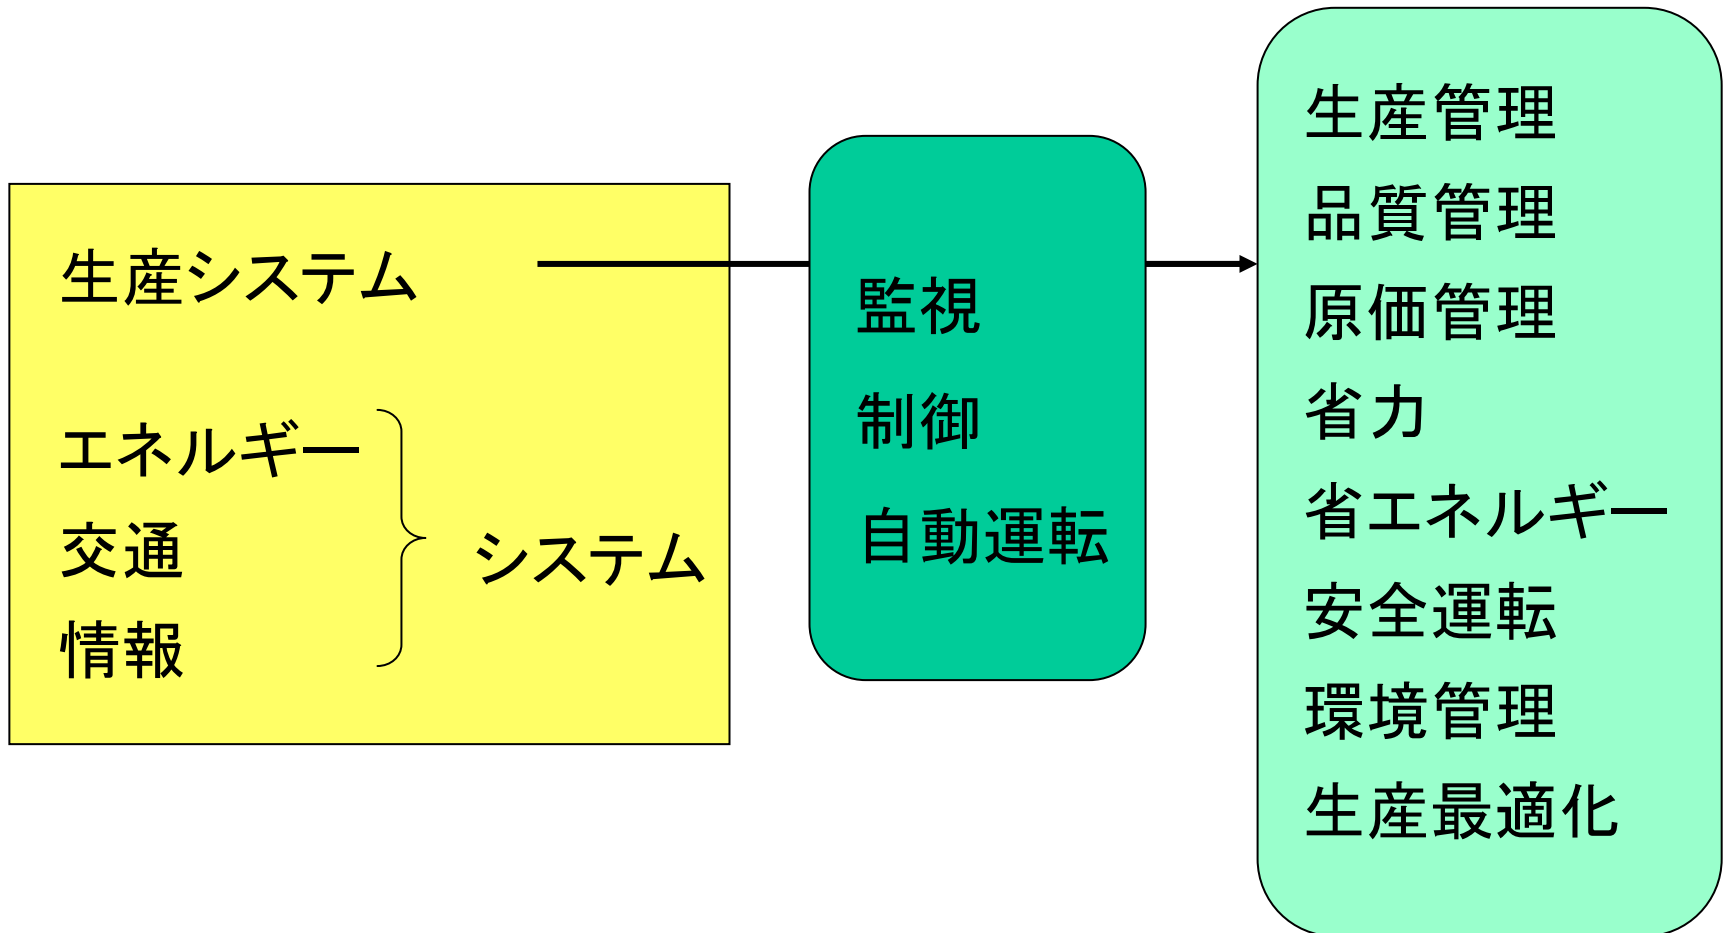 生産システム
エネルギー
交通
情報
システム
監視
制御
自動運転
生産管理
品質管理
原価管理
省力
省エネルギー
安全運転
環境管理
生産最適化